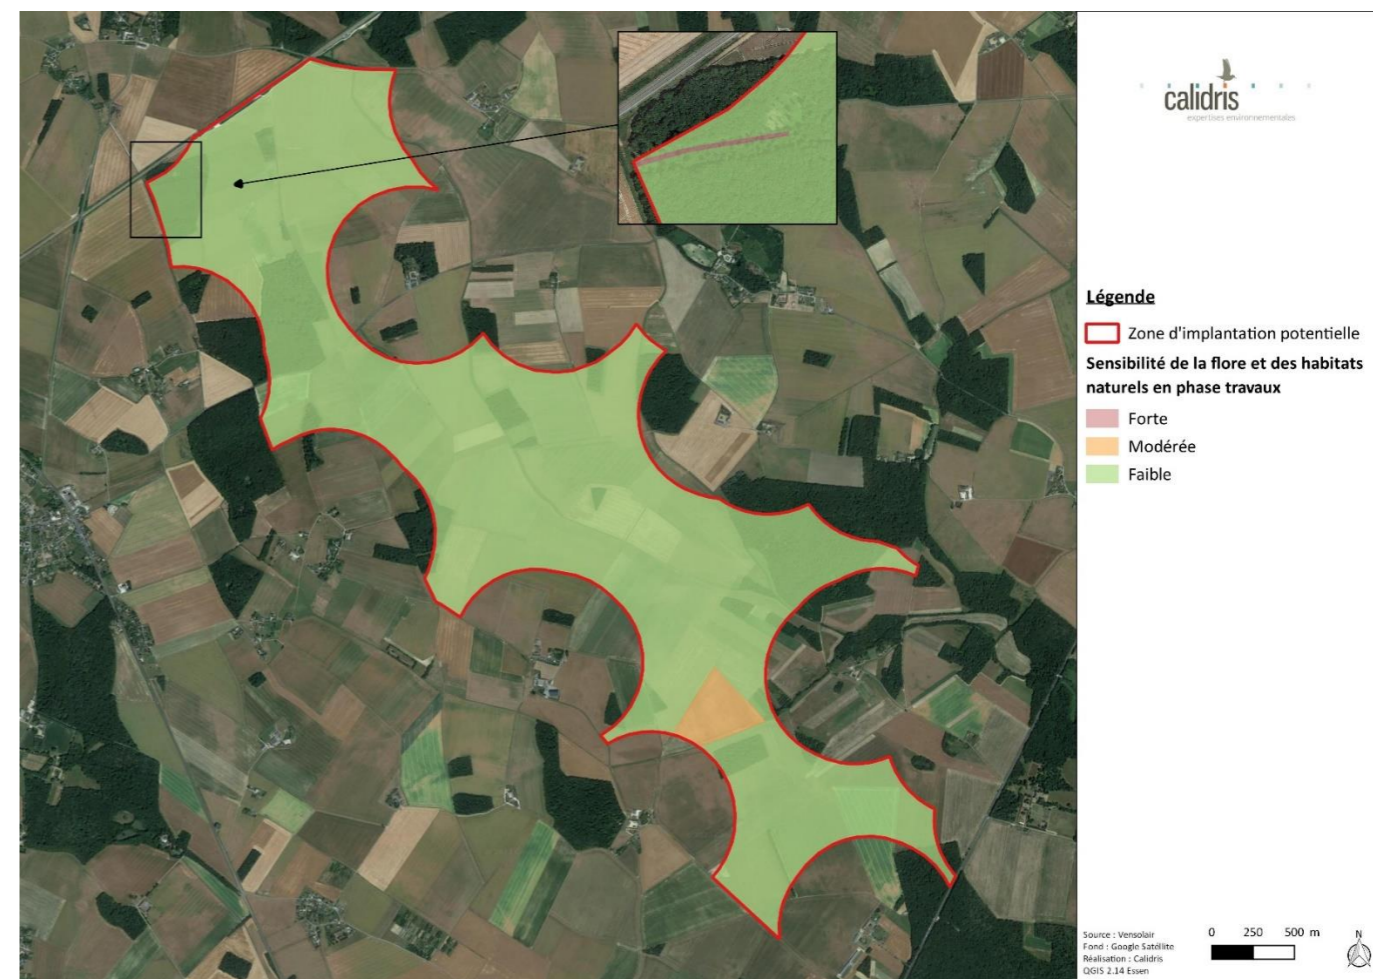 calidris
expertises environnementales
Légende
Zone d'implantation potentielle
Sensibilité de la flore et des habitats
naturels en phase travaux
Forte
Modérée
Faible
Source : Vensolair
Fond : Google Satéllite
Réalisation : Calidris
QGIS 2.14 Essen
0 250 500 m
N